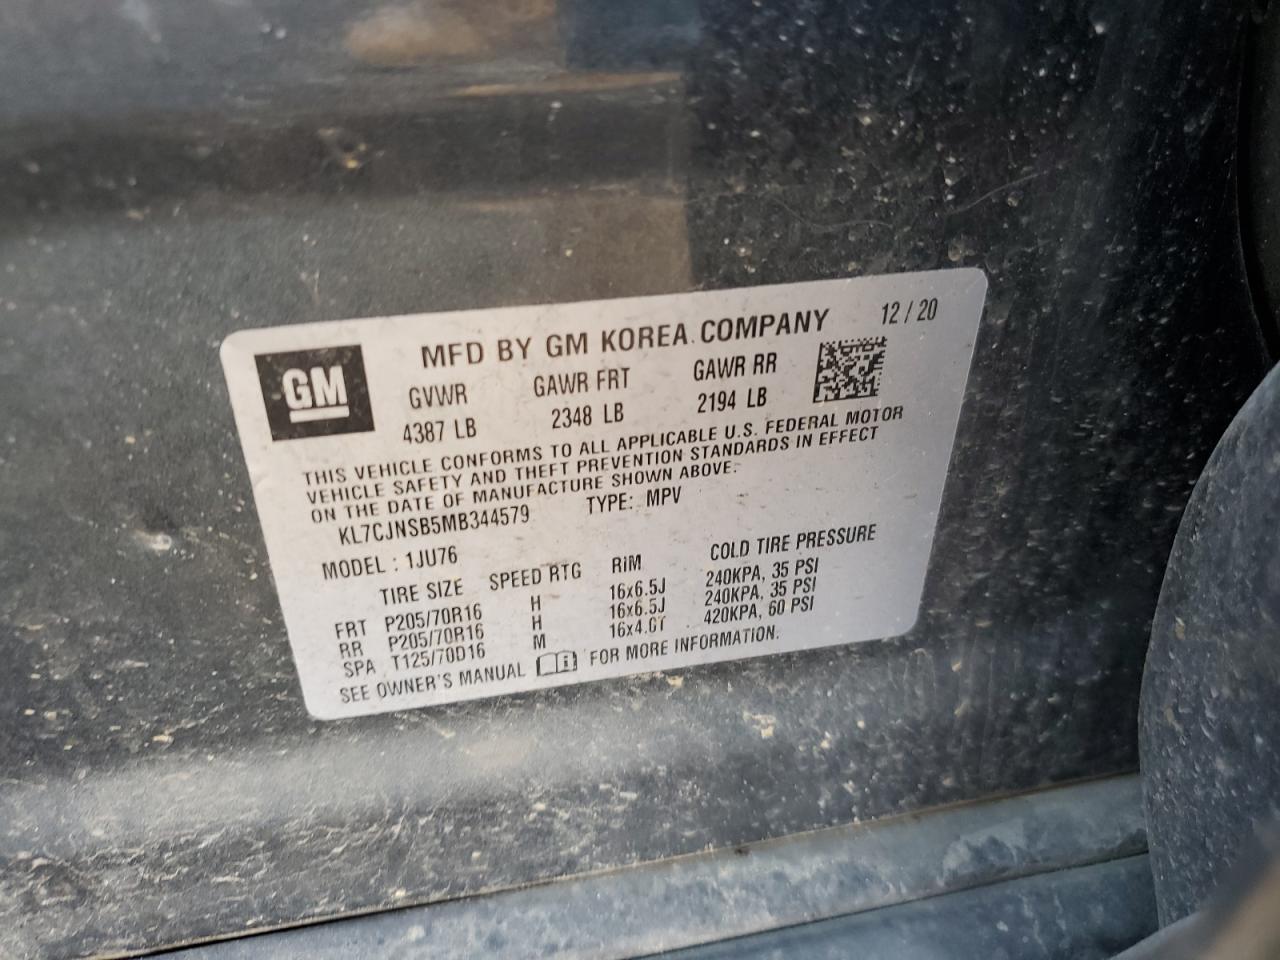 GM
MFD BY GM KOREA COMPANY 12 / 20
GVWR GAWR FRT GAWR RR
4387 LB 2348 LB 2194 LB
THIS VEHICLE CONFORMS TO ALL APPLICABLE U.S. FEDERAL MOTOR
VEHICLE SAFETY AND THEFT PREVENTION STANDARDS IN EFFECT
ON THE DATE OF MANUFACTURE SHOWN ABOVE.
KL7CJNSB5MB344579 TYPE: MPV
MODEL : 1JU76
TIRE SIZE SPEED RTG RIM COLD TIRE PRESSURE
FRT P205/70R16 H 16x6.5J 240KPA, 35 PSI
RR P205/70R16 H 16x6.5J 240KPA, 35 PSI
SPA T125/70D16 M 16x4.0T 420KPA, 60 PSI
SEE OWNER'S MANUAL i FOR MORE INFORMATION.